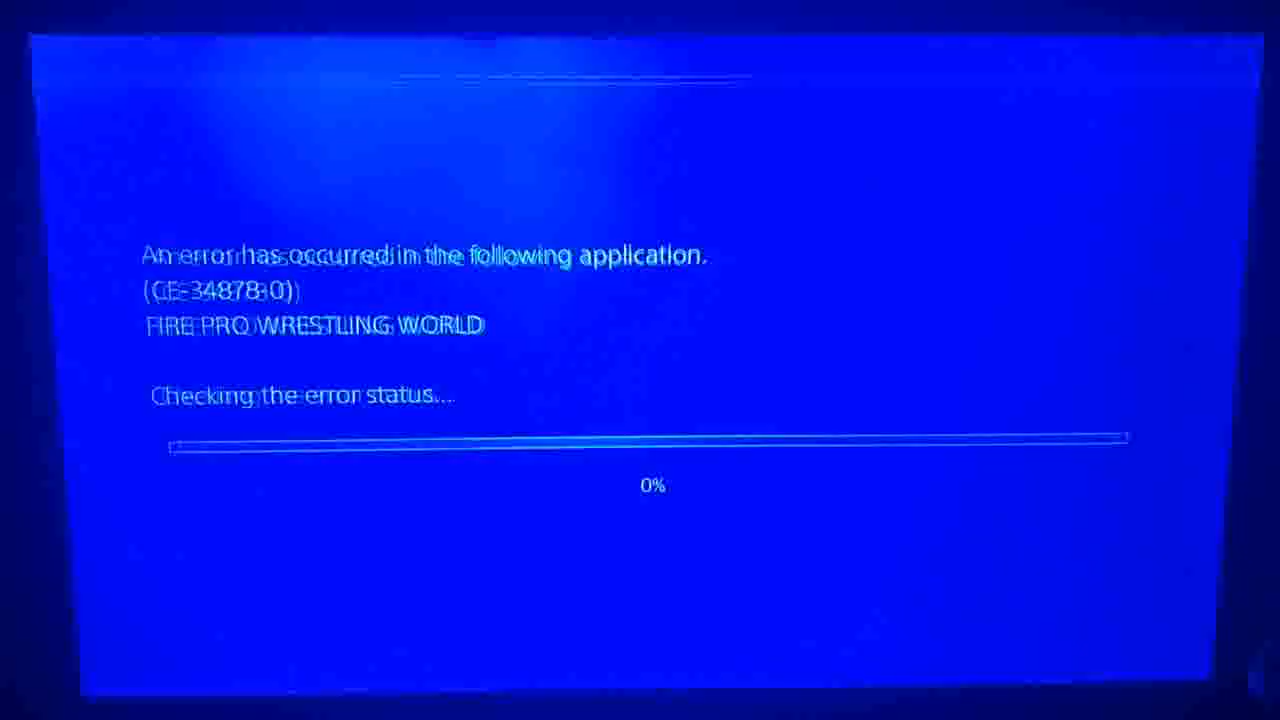 An error has occurred in the following application.
(CE-34878-0)
FIRE PRO WRESTLING WORLD
Checking the error status...
0%